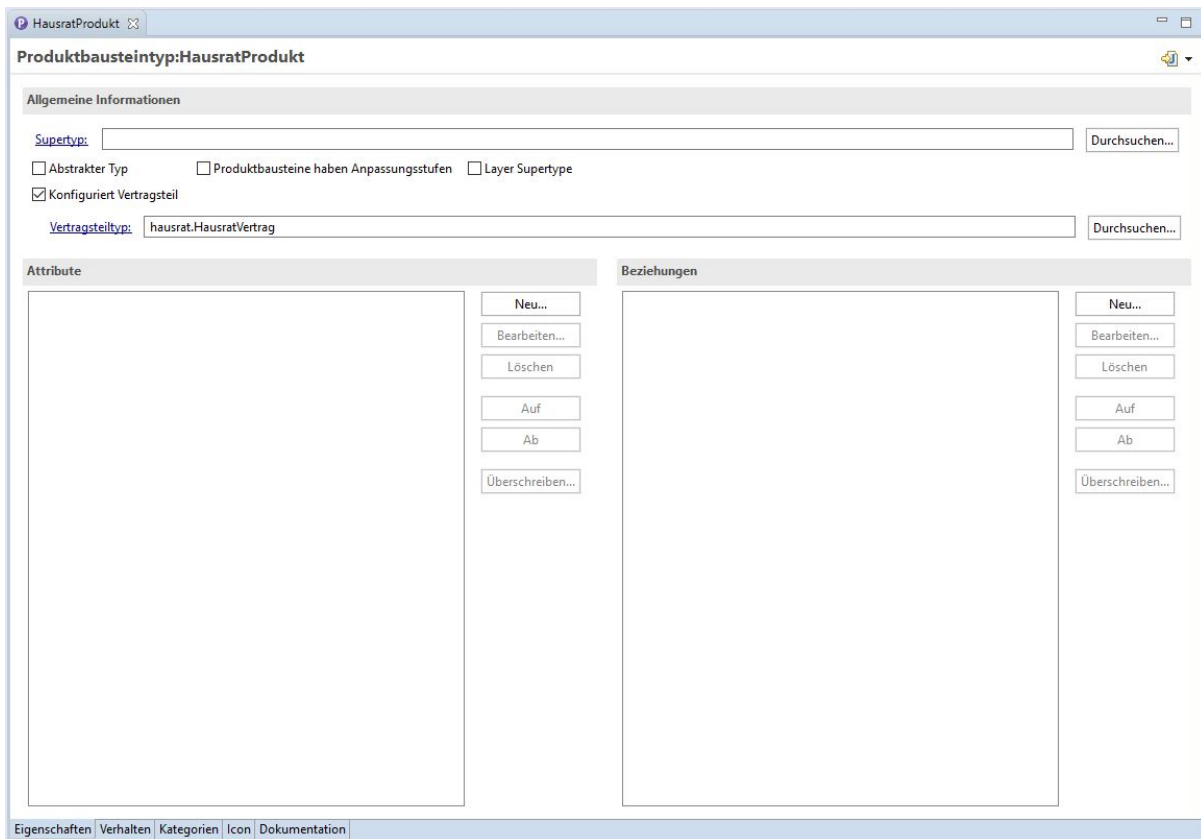 HausratProdukt
Produktbausteintyp:HausratProdukt
Allgemeine Informationen
Supertyp:
Durchsuchen...
Abstrakter Typ
Produktbausteine haben Anpassungsstufen
Layer Supertype
Konfiguriert Vertragsteil
Vertragsteiltyp:
hausrat.HausratVertrag
Durchsuchen...
Attribute
Neu...
Bearbeiten...
Löschen
Auf
Ab
Überschreiben...
Beziehungen
Neu...
Bearbeiten...
Löschen
Auf
Ab
Überschreiben...
Eigenschaften Verhalten Kategorien Icon Dokumentation